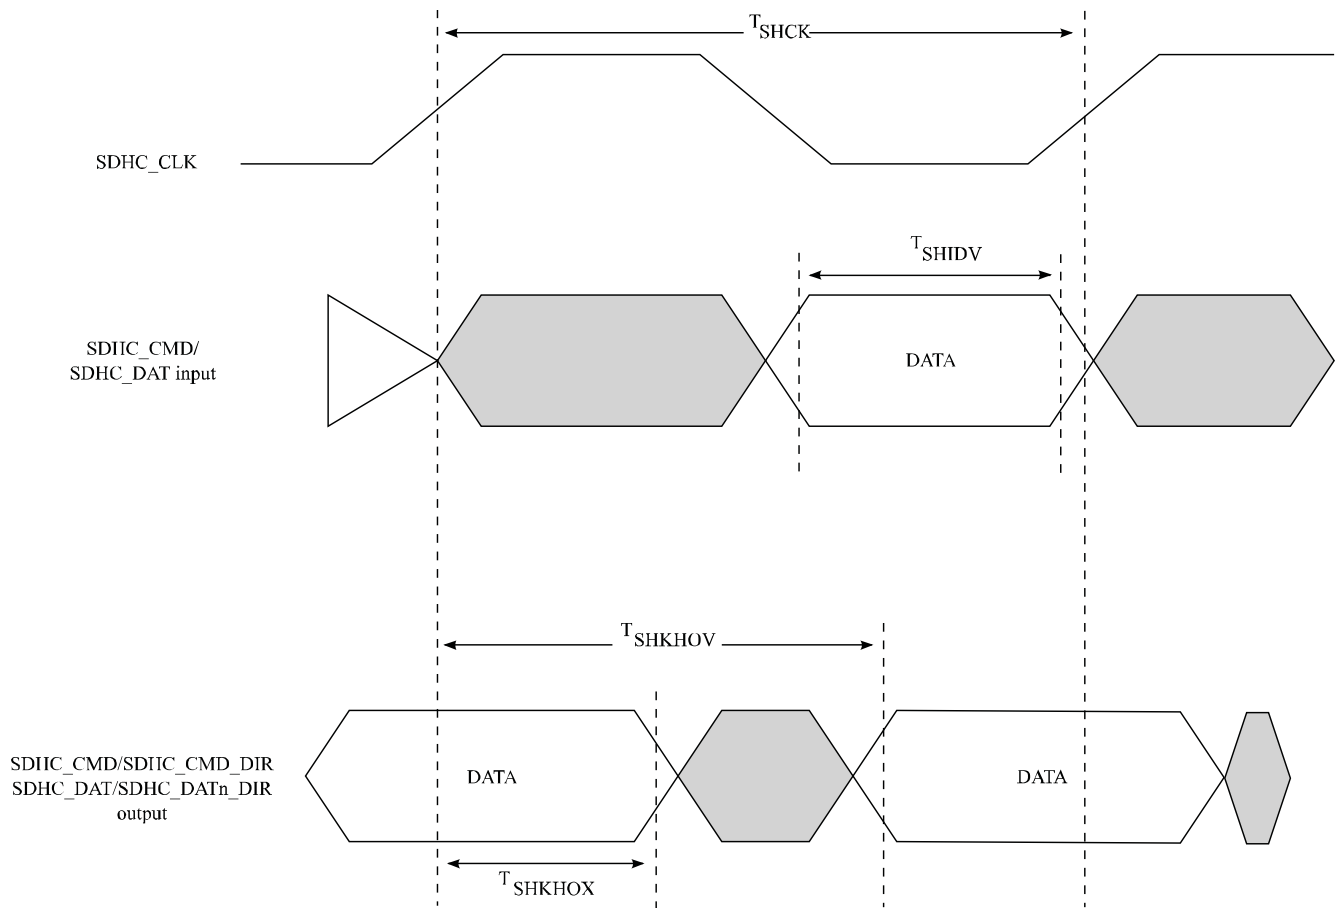 TSHCK
SDHC_CLK
TSHIDV
SDHC_CMD/
SDHC_DAT input
DATA
TSHKHOV
SDHC_CMD/SDHC_CMD_DIR
SDHC_DAT/SDHC_DATn_DIR
output
DATA
DATA
TSHKHOX